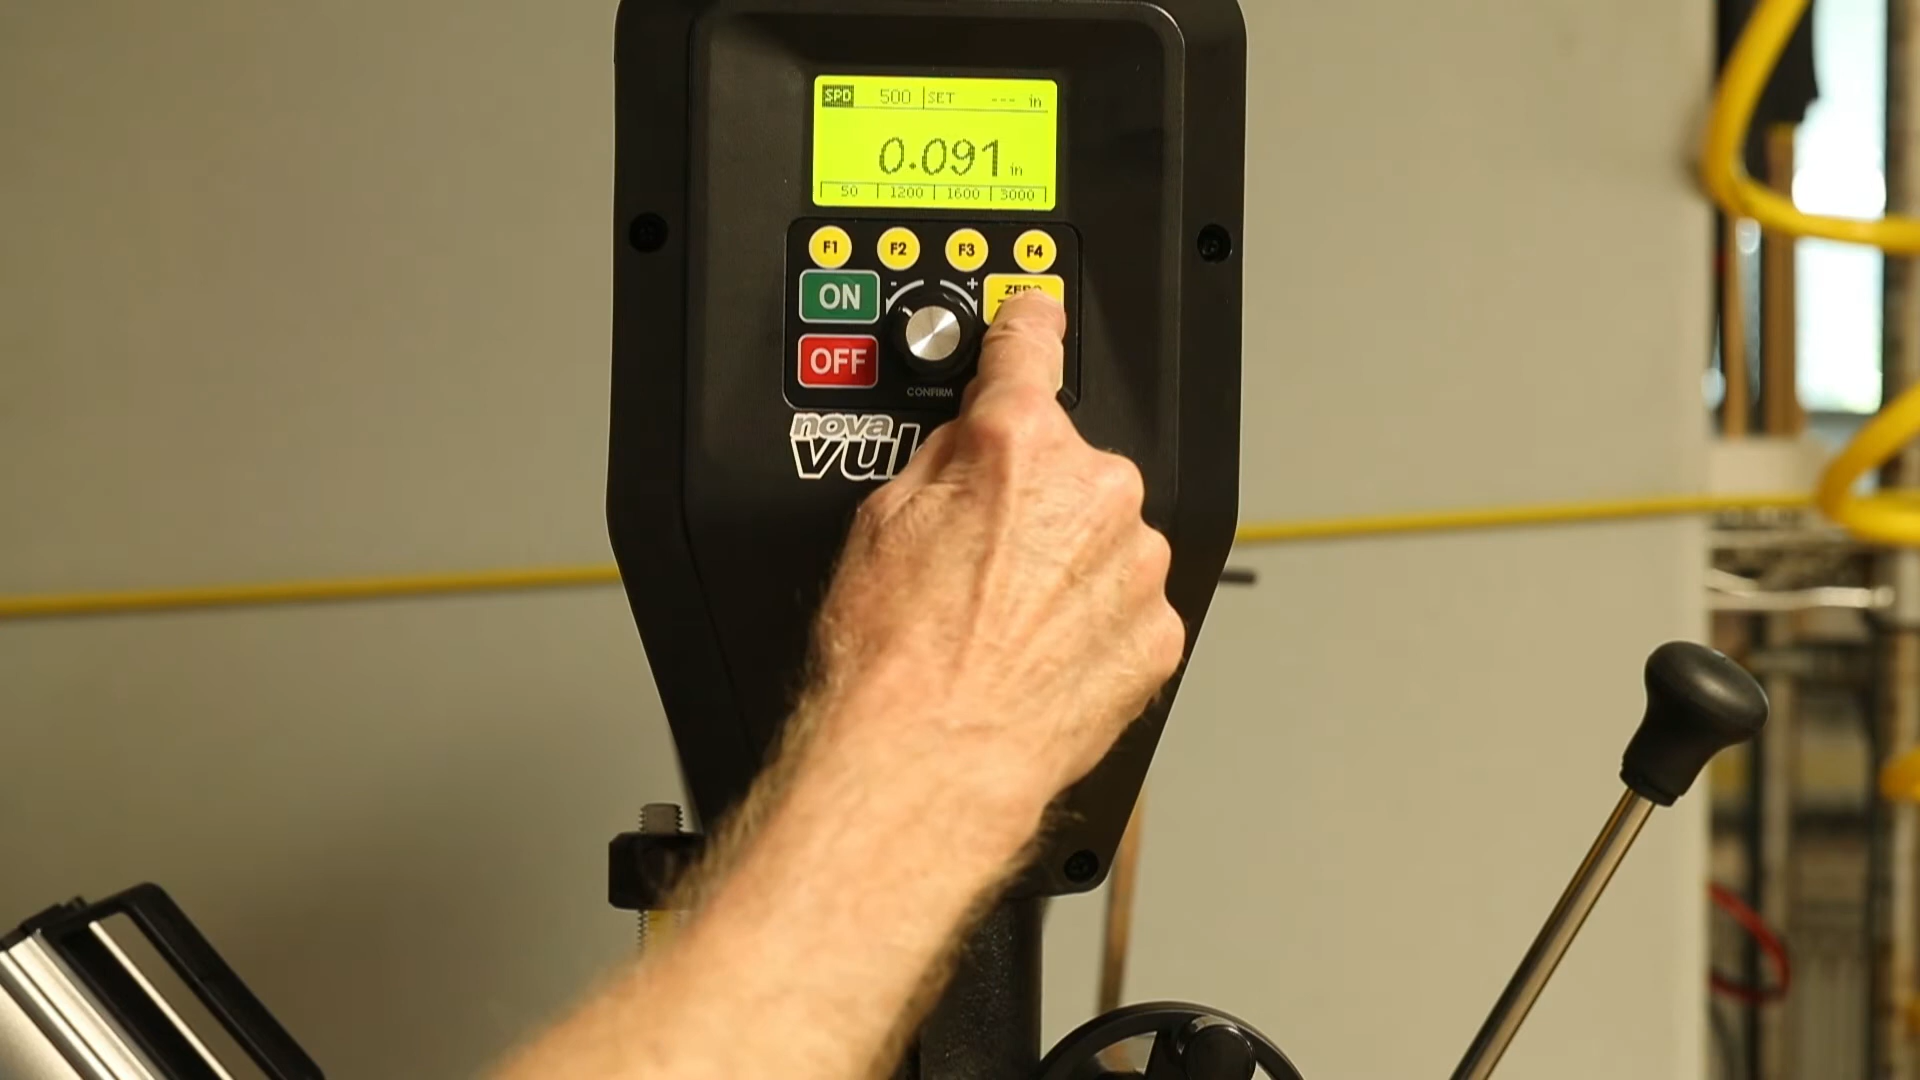 SPD 500 SET --- in
0.091 in
50 1200 1600 3000
F1 F2 F3 F4
ON - + ZERO
OFF
CONFIRM
nova